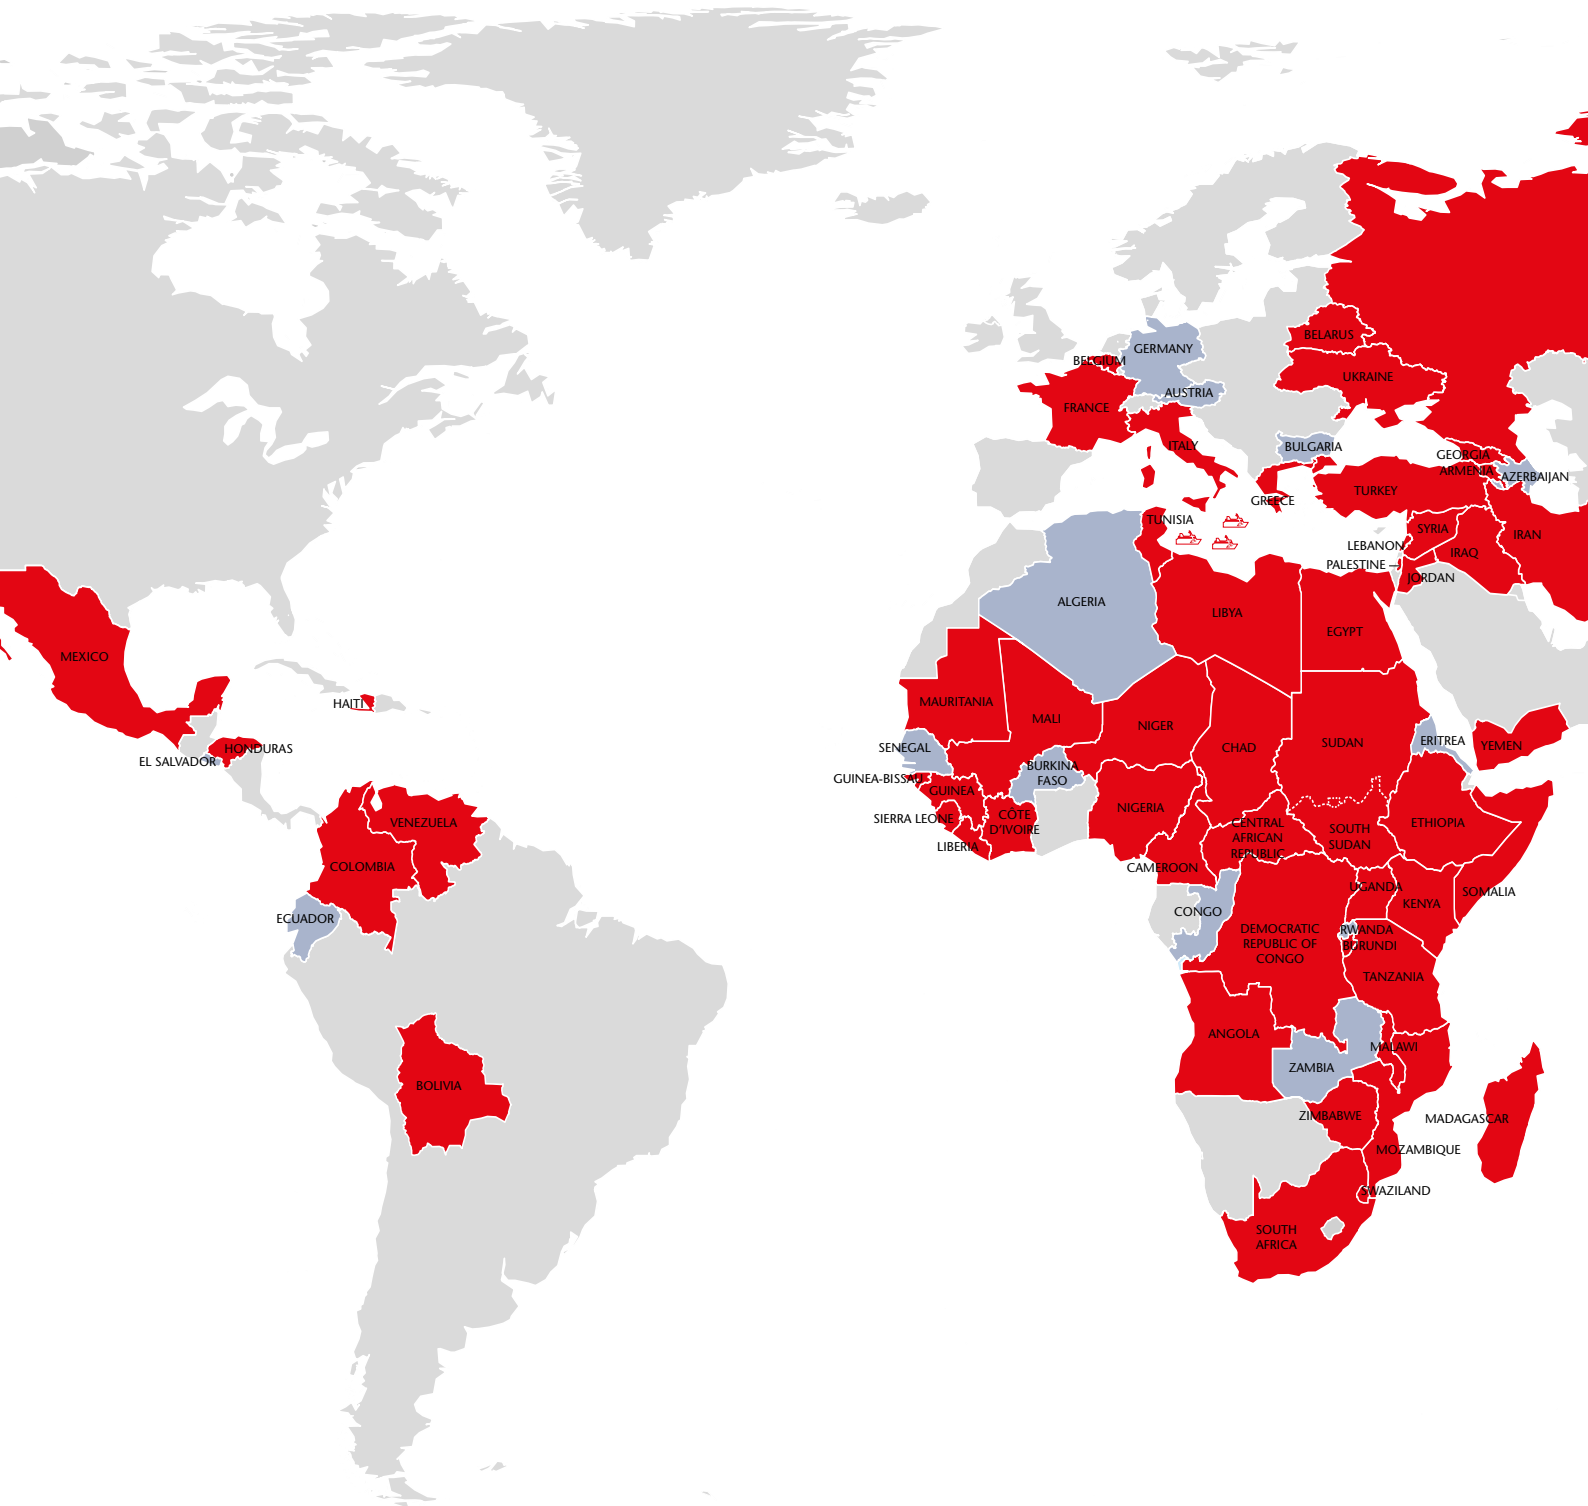 BELARUS
GERMANY
BELGIUM
UKRAINE
AUSTRIA
FRANCE
ITALY
BULGARIA
GEORGIA
ARMENIA
AZERBAIJAN
TURKEY
GREECE
TUNISIA
SYRIA
IRAN
LEBANON
IRAQ
PALESTINE
JORDAN
ALGERIA
LIBYA
EGYPT
MEXICO
HAITI
MAURITANIA
MALI
NIGER
CHAD
SUDAN
ERITREA
YEMEN
HONDURAS
EL SALVADOR
SENEGAL
BURKINA
FASO
GUINEA-BISSAU
GUINEA
NIGERIA
SIERRA LEONE
CÔTE
D'IVOIRE
LIBERIA
VENEZUELA
COLOMBIA
ECUADOR
CENTRAL
AFRICAN
REPUBLIC
SOUTH
SUDAN
ETHIOPIA
CAMEROON
UGANDA
KENYA
SOMALIA
CONGO
DEMOCRATIC
REPUBLIC OF
CONGO
RWANDA
BURUNDI
TANZANIA
ANGOLA
MALAWI
ZAMBIA
BOLIVIA
ZIMBABWE
MADAGASCAR
MOZAMBIQUE
SWAZILAND
SOUTH
AFRICA